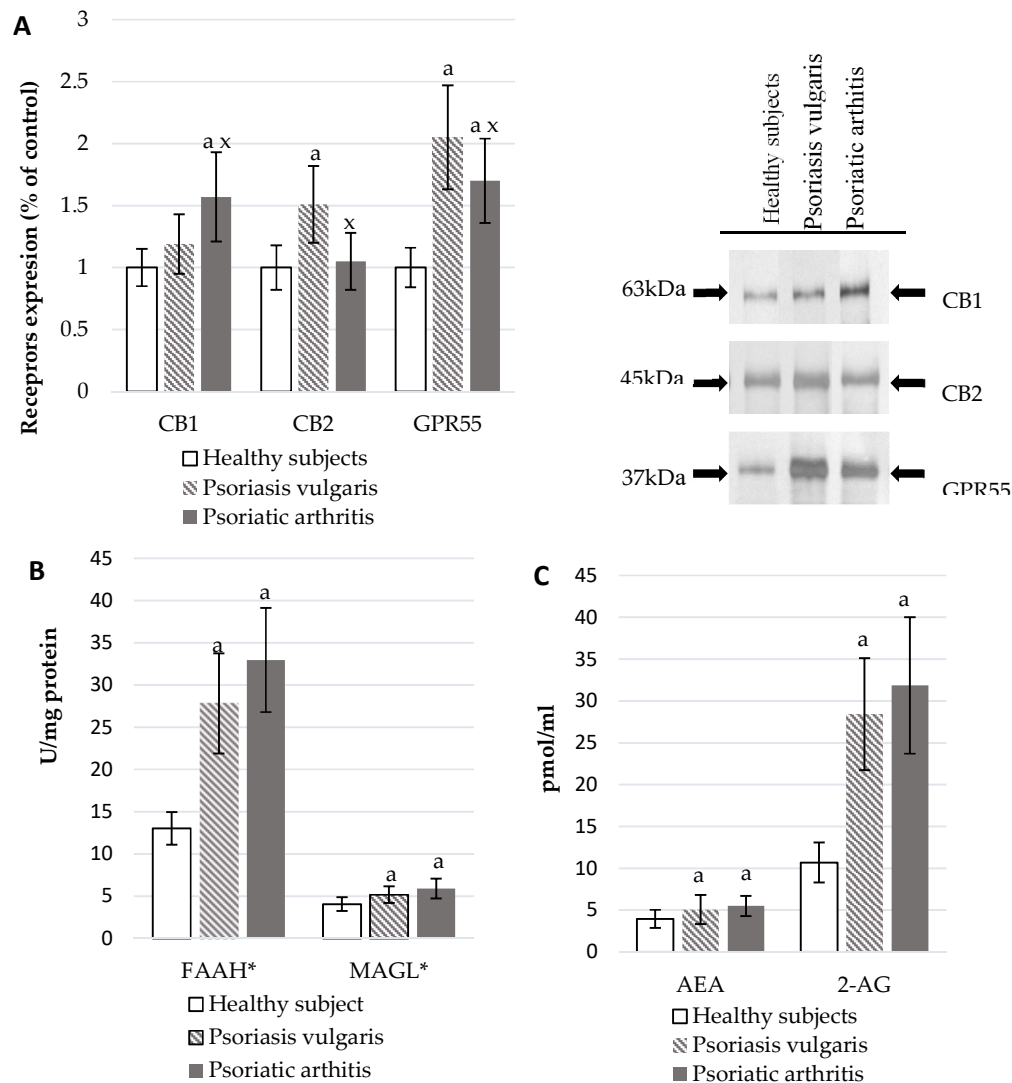 A
3
2.5
2
1.5
1
0.5
0
Receprors expresion (% of control)
a x
a
x
a
a x
CB1 CB2 GPR55
Healthy subjects
Psoriasis vulgaris
Psoriatic arthritis
Healthy subjects
Psoriasis vulgaris
Psoriatic arthitis
63kDa CB1
45kDa CB2
37kDa GPR55
B
45
40
35
30
25
20
15
10
5
0
U/mg protein
a
a
a
a
FAAH* MAGL*
Healthy subject
Psoriasis vulgaris
Psoriatic arthitis
C
45
40
35
30
25
20
15
10
5
0
pmol/ml
a
a
a
a
AEA 2-AG
Healthy subjects
Psoriasis vulgaris
Psoriatic arthritis